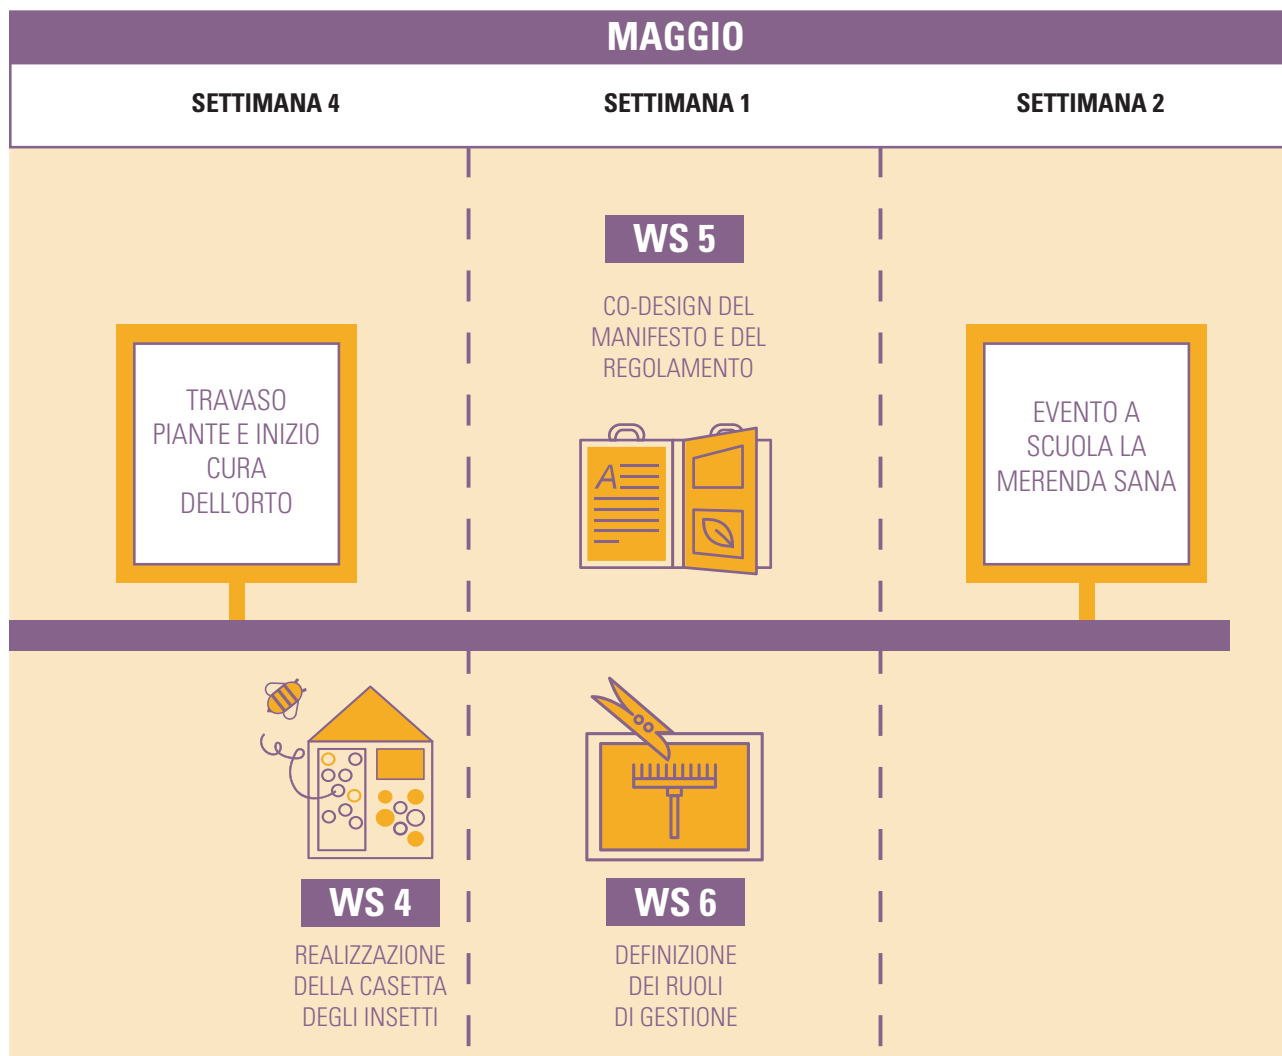 MAGGIO
SETTIMANA 4
SETTIMANA 1
SETTIMANA 2
TRAVASO
PIANTE E INIZIO
CURA
DELL'ORTO
WS 5
CO-DESIGN DEL
MANIFESTO E DEL
REGOLAMENTO
A
EVENTO A
SCUOLA LA
MERENDA SANA
WS 4
REALIZZAZIONE
DELLA CASETTA
DEGLI INSETTI
WS 6
DEFINIZIONE
DEI RUOLI
DI GESTIONE